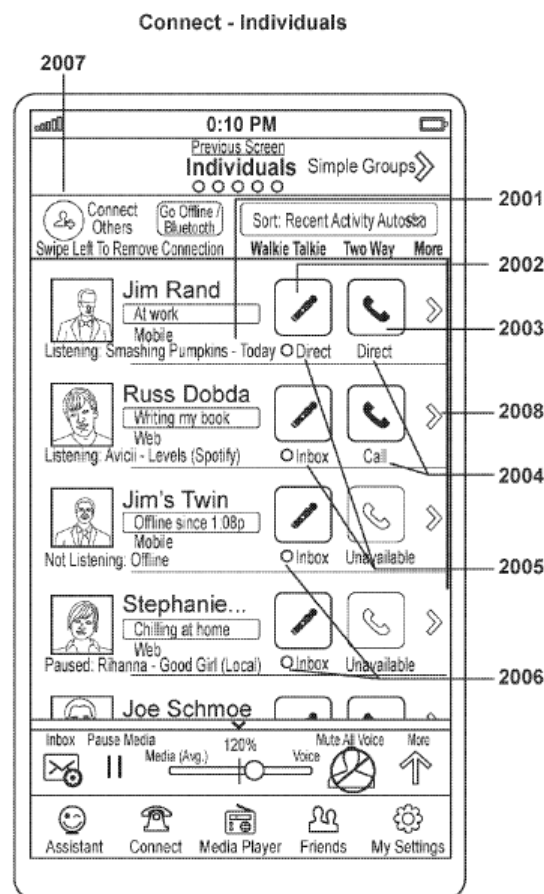 Connect - Individuals
2007
0:10 PM
Previous Screen
Individuals Simple Groups
Connect Others
Go Offline / Bluetooth
Sort: Recent Activity
Swipe Left To Remove Connection
Walkie Talkie Two Way More
2001
2002
2003
2008
2004
2005
2006
Jim Rand
At work
Mobile
Listening: Smashing Pumpkins - Today
Direct
Direct
Russ Dobda
Writing my book
Web
Listening: Avicii - Levels (Spotify)
Inbox
Call
Jim's Twin
Offline since 1.08p
Mobile
Not Listening: Offline
Inbox
Unavailable
Stephanie...
Chilling at home
Web
Paused: Rihanna - Good Girl (Local)
Inbox
Unavailable
Joe Schmoe
Inbox
Pause Media
Media (Avg.)
120%
Voice
Mute All Voice
More
Assistant
Connect
Media Player
Friends
My Settings